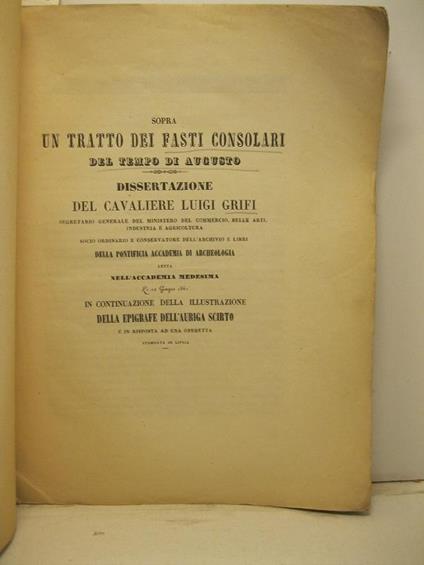 SOPRA
UN TRATTO DEI FASTI CONSOLARI
DEL TEMPO DI AUGUSTO
DISSERTAZIONE
DEL CAVALIERE LUIGI GRIFI
SEGRETARIO GENERALE DEL MINISTERO DEL COMMERCIO, BELLE ARTI,
INDUSTRIA E AGRICOLTURA
SOCIO ORDINARIO E CONSERVATORE DELL'ARCHIVIO E LIBRI
DELLA PONTIFICIA ACCADEMIA DI ARCHEOLOGIA
LETTA
NELL'ACCADEMIA MEDESIMA
Giugno
IN CONTINUAZIONE DELLA ILLUSTRAZIONE
DELLA EPIGRAFE DELL'AURIGA SCIRTO
E IN RISPOSTA AD UNA OPERETTA
STAMPATA IN LIPSIA